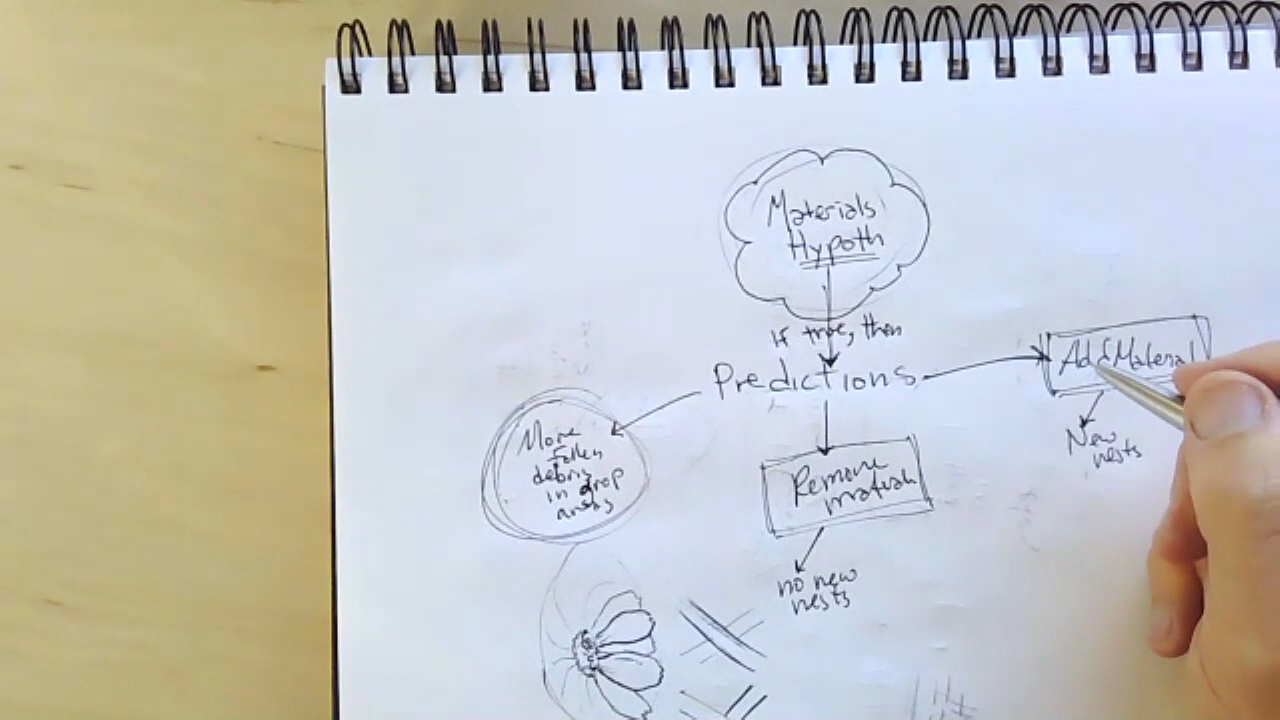 Materials
Hypoth
If true, then
Predictions
Add Material
New
nests
More
fallen
debris
in drop
areas
Remove
material
no new
nests